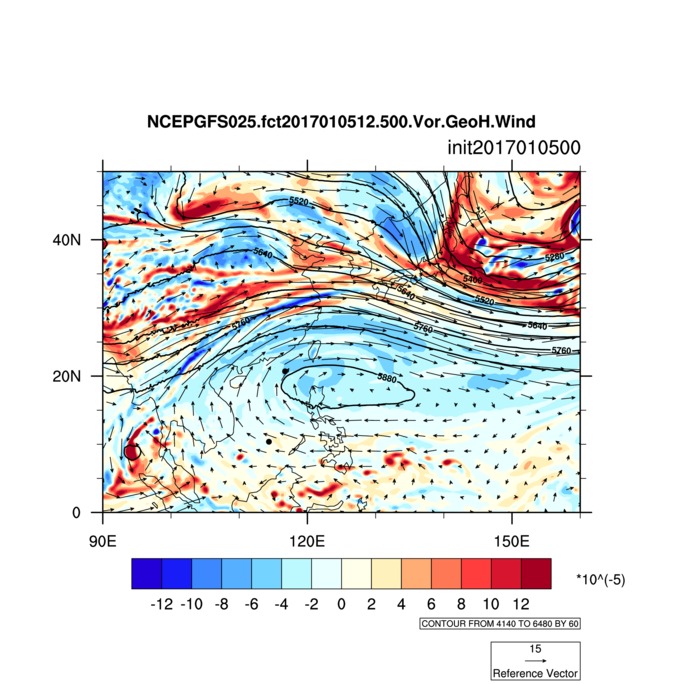 NCEPGFS025.fct2017010512.500.Vor.GeoH.Wind
init2017010500
40N
20N
0
90E 120E 150E
5520
5640
5280
5400
5520
5640
5640
5760
5760
5760
5880
-12 -10 -8 -6 -4 -2 0 2 4 6 8 10 12
*10^(-5)
CONTOUR FROM 4140 TO 6480 BY 60
15
Reference Vector